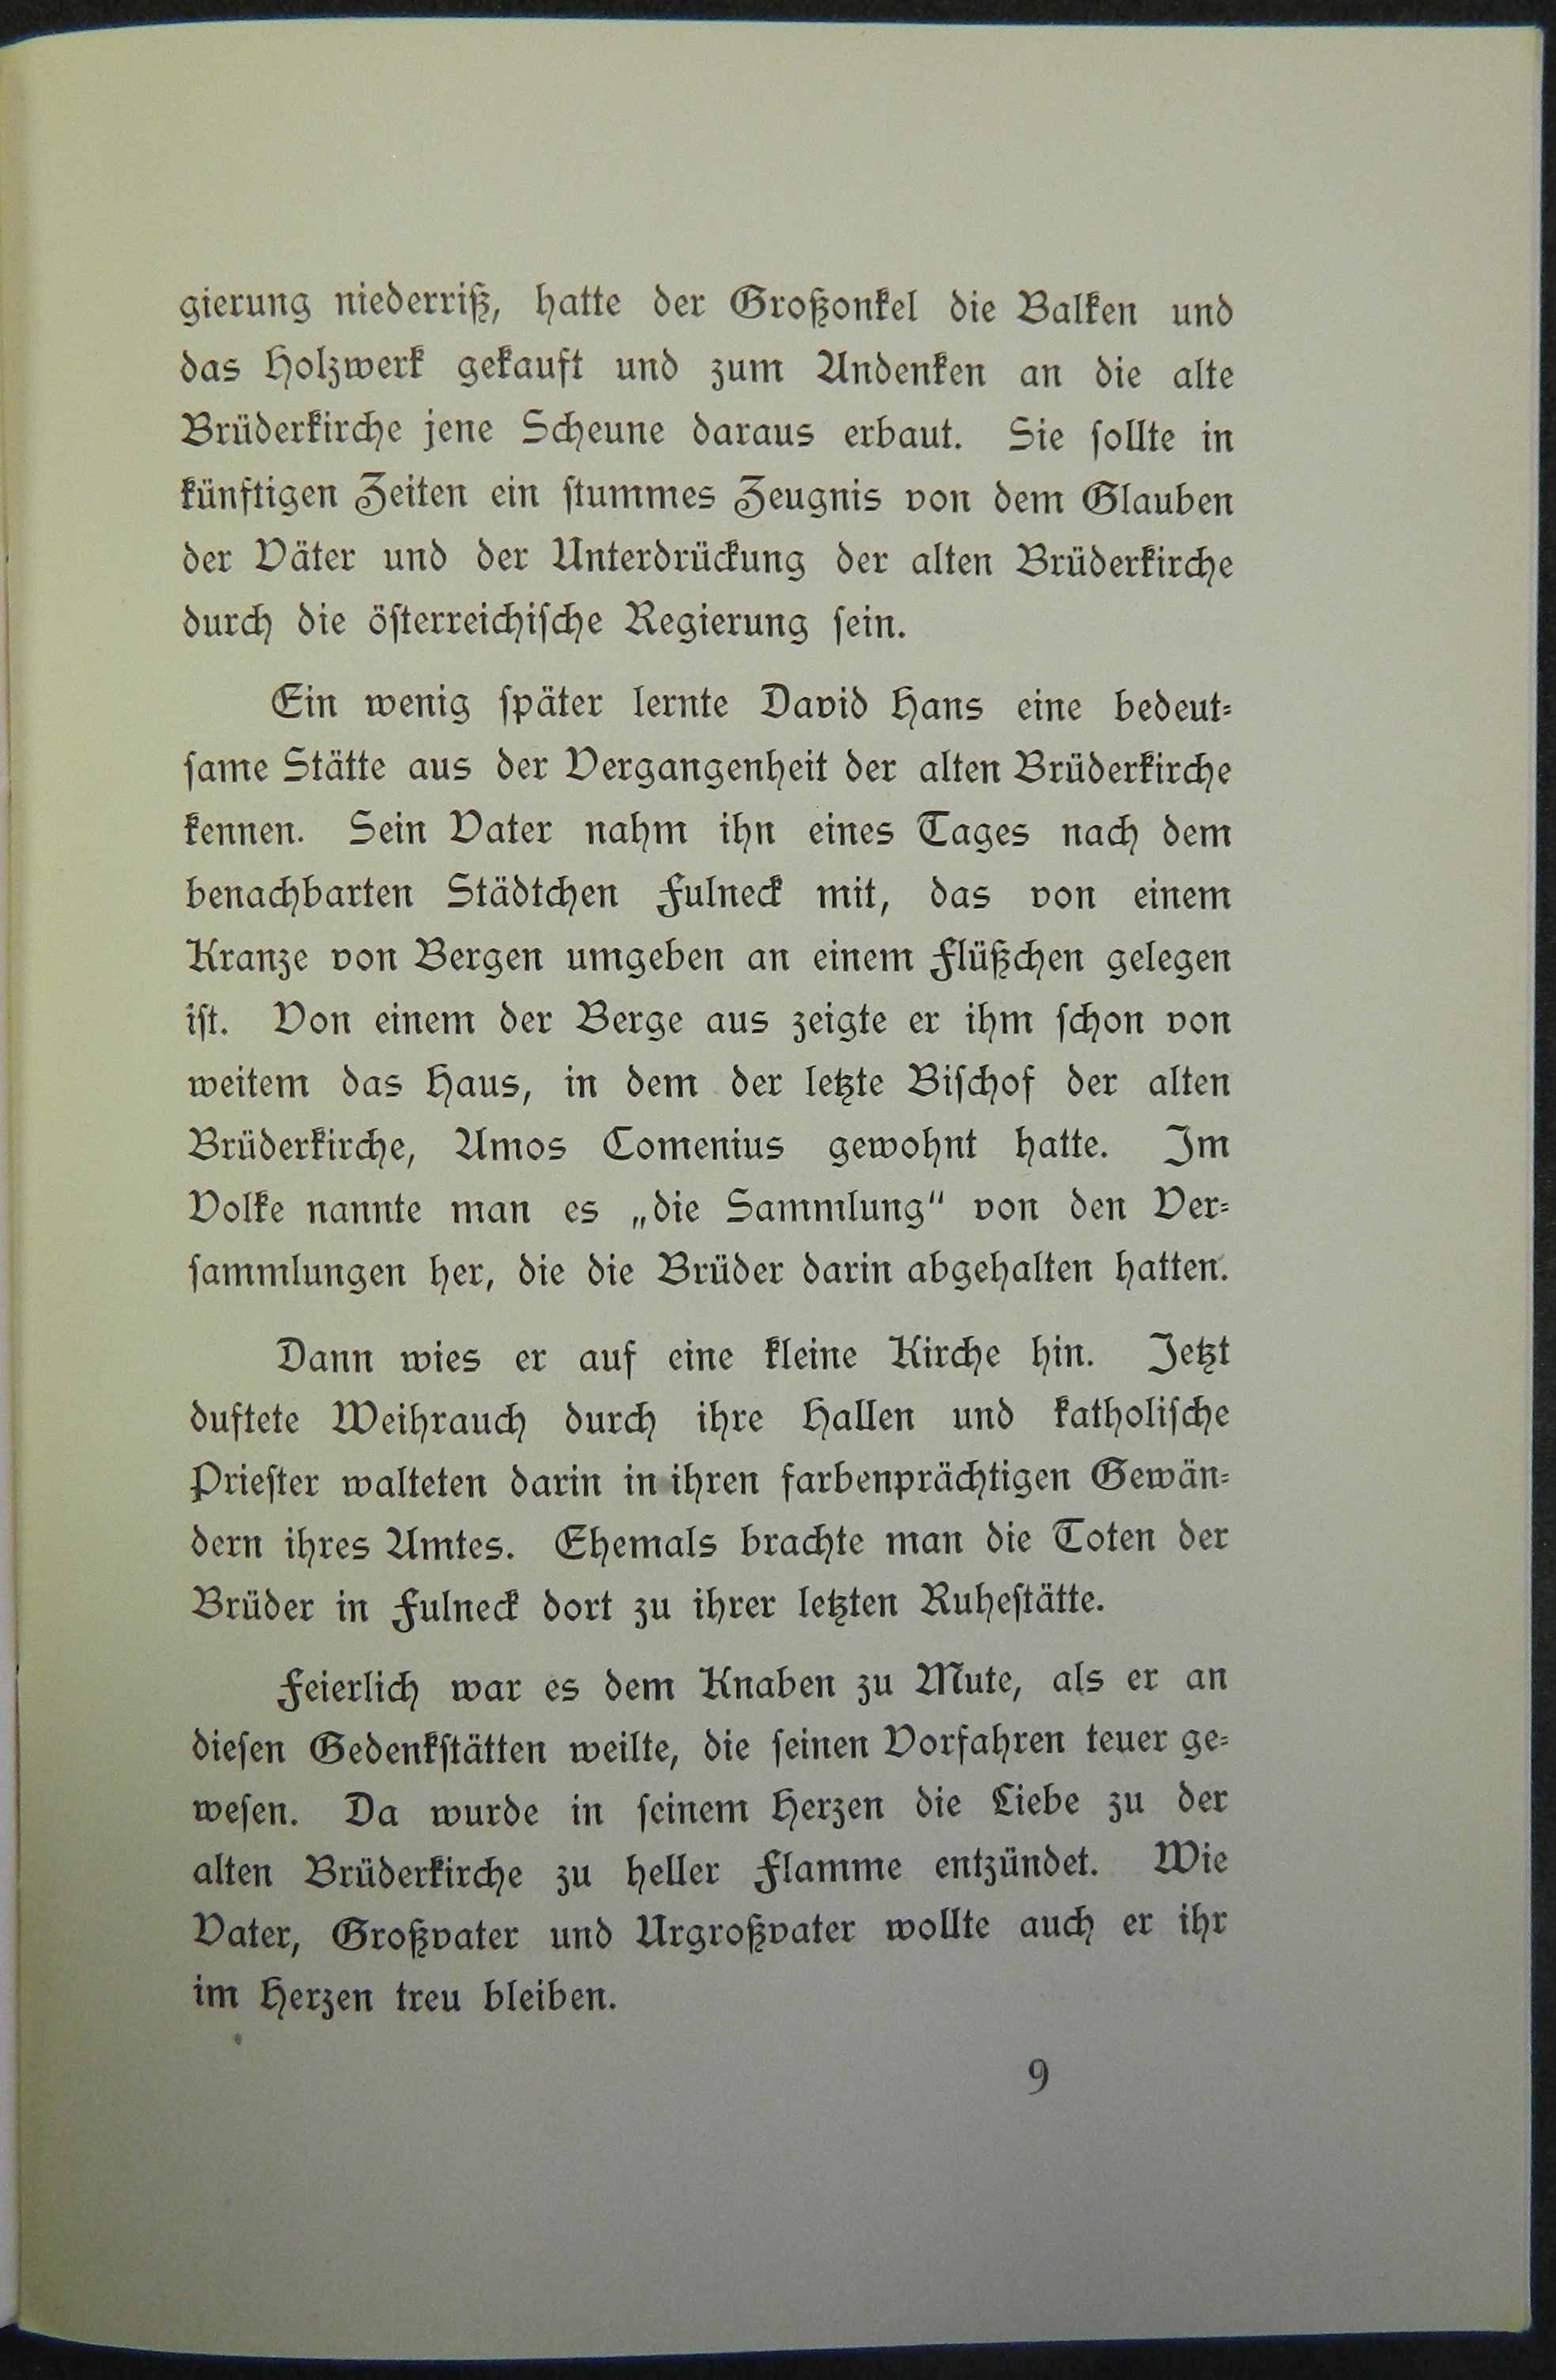 gierung niederriß, hatte der Großonkel die Balken und
das Holzwerk gekauft und zum Andenken an die alte
Brüderkirche jene Scheune daraus erbaut. Sie ſollte in
künftigen Zeiten ein ſtummes Zeugnis von dem Glauben
der Väter und der Unterdrückung der alten Brüderkirche
durch die öſterreichiſche Regierung ſein.
Ein wenig ſpäter lernte David Hans eine bedeut⸗
ſame Stätte aus der Vergangenheit der alten Brüderkirche
kennen. Sein Vater nahm ihn eines Tages nach dem
benachbarten Städtchen Fulneck mit, das von einem
Kranze von Bergen umgeben an einem Flüßchen gelegen
iſt. Von einem der Berge aus zeigte er ihm ſchon von
weitem das Haus, in dem der letzte Biſchof der alten
Brüderkirche, Amos Comenius gewohnt hatte. Im
Volke nannte man es „die Sammlung“ von den Ver⸗
ſammlungen her, die die Brüder darin abgehalten hatten.
Dann wies er auf eine kleine Kirche hin. Jetzt
duftete Weihrauch durch ihre Hallen und katholiſche
Prieſter walteten darin in ihren farbenprächtigen Gewän⸗
dern ihres Amtes. Ehemals brachte man die Toten der
Brüder in Fulneck dort zu ihrer letzten Ruheſtätte.
Feierlich war es dem Knaben zu Mute, als er an
dieſen Gedenkſtätten weilte, die ſeinen Vorfahren teuer ge⸗
weſen. Da wurde in ſeinem Herzen die Liebe zu der
alten Brüderkirche zu heller Flamme entzündet. Wie
Vater, Großvater und Urgroßvater wollte auch er ihr
im Herzen treu bleiben.
9